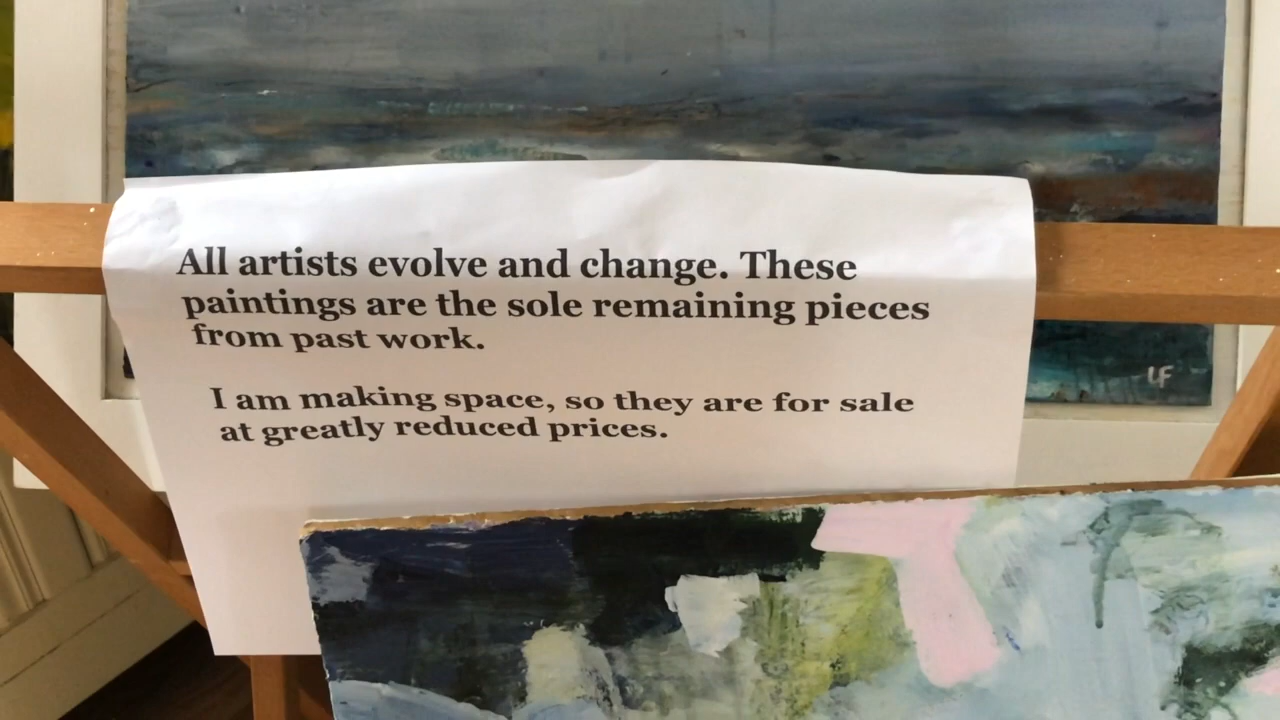 All artists evolve and change. These
paintings are the sole remaining pieces
from past work.
I am making space, so they are for sale
at greatly reduced prices.
LF